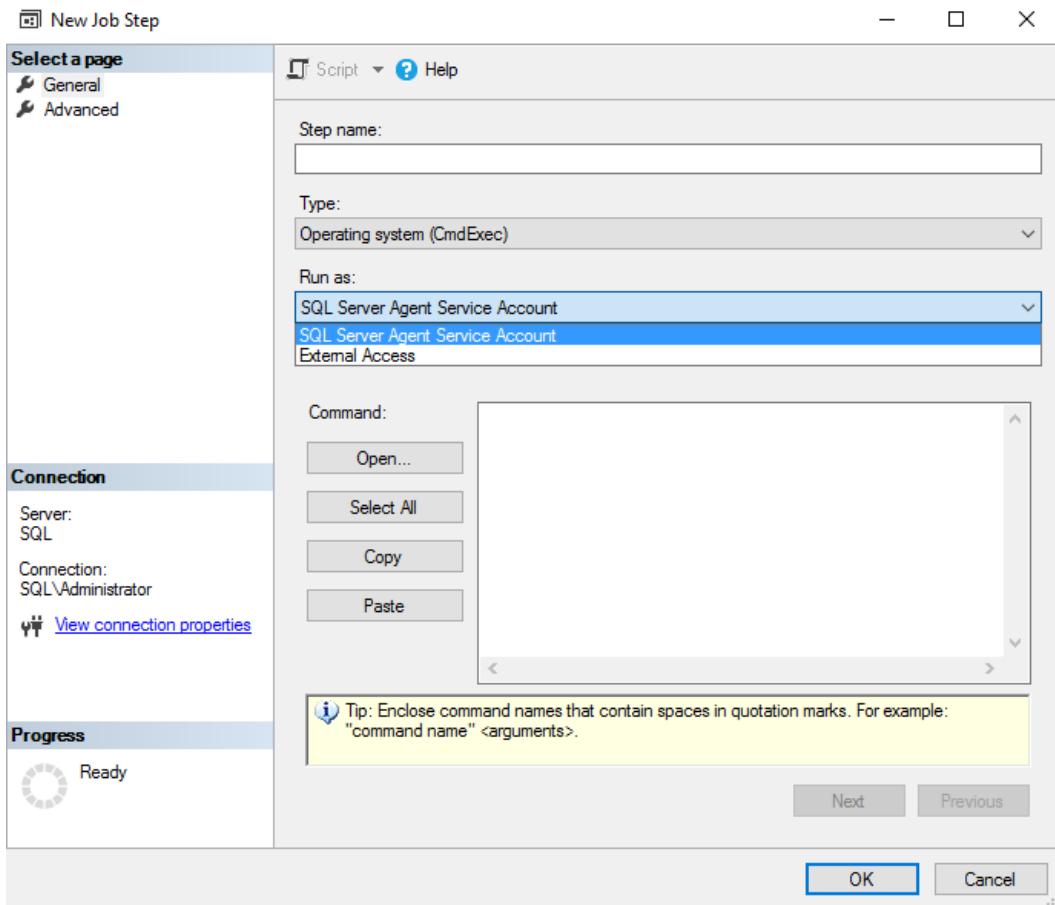 New Job Step
Select a page
General
Advanced
Script
Help
Step name:
Type:
Operating system (CmdExec)
Run as:
SQL Server Agent Service Account
SQL Server Agent Service Account
External Access
Command:
Open...
Select All
Copy
Paste
Connection
Server:
SQL
Connection:
SQL\Administrator
View connection properties
Tip: Enclose command names that contain spaces in quotation marks. For example:
"command name" <arguments>.
Progress
Ready
Next
Previous
OK
Cancel